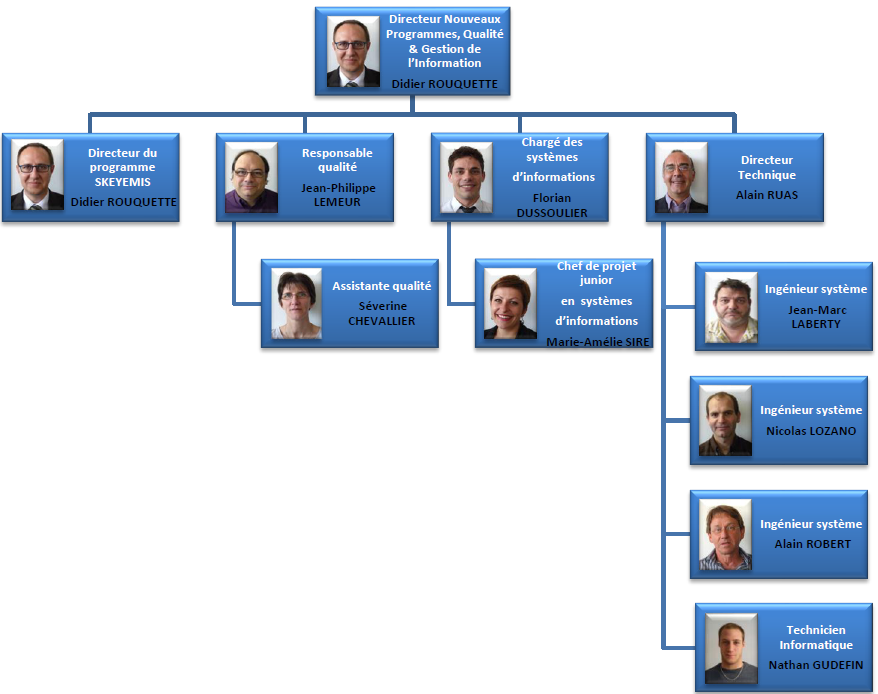 Directeur Nouveaux
Programmes, Qualité
& Gestion de
l'Information
Didier ROUQUETTE
Directeur du
programme
SKEYEMIS
Didier ROUQUETTE
Responsable
qualité
Jean-Philippe
LEMEUR
Chargé des
systèmes
d'informations
Florian
DUSSOULIER
Directeur
Technique
Alain RUAS
Assistante qualité
Séverine
CHEVALLIER
Chef de projet
junior
en systèmes
d'informations
Marie-Amélie SIRE
Ingénieur système
Jean-Marc
LABERTY
Ingénieur système
Nicolas LOZANO
Ingénieur système
Alain ROBERT
Technicien
Informatique
Nathan GUDEFIN